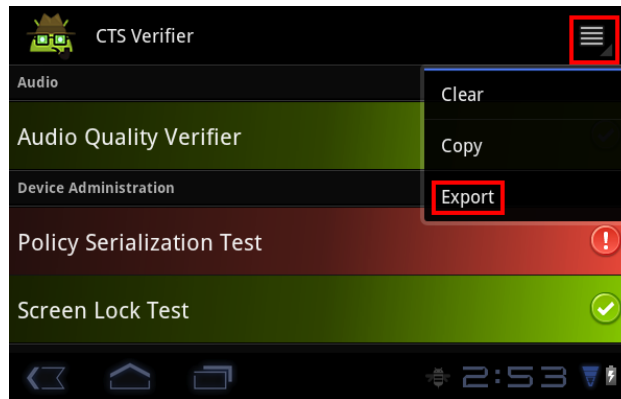 CTS Verifier
Audio
Clear
Audio Quality Verifier
Copy
Device Administration
Export
Policy Serialization Test
Screen Lock Test
2:53